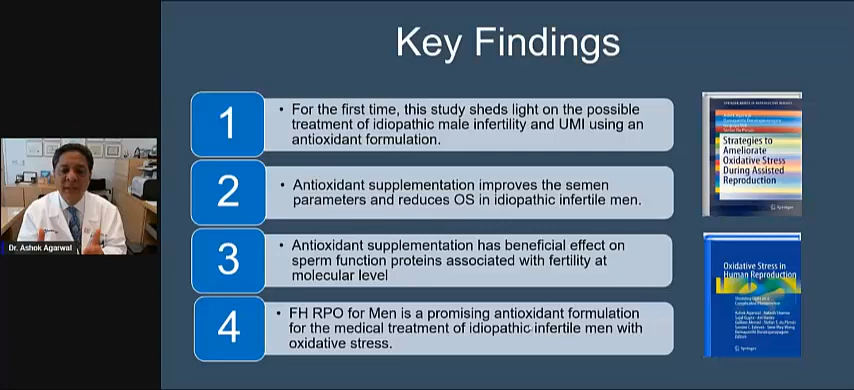 Key Findings
1
• For the first time, this study sheds light on the possible
treatment of idiopathic male infertility and UMI using an
antioxidant formulation.
2
• Antioxidant supplementation improves the semen
parameters and reduces OS in idiopathic infertile men.
3
• Antioxidant supplementation has beneficial effect on
sperm function proteins associated with fertility at
molecular level
4
• FH RPO for Men is a promising antioxidant formulation
for the medical treatment of idiopathic infertile men with
oxidative stress.
Dr. Ashok Agarwal
Strategies to
Ameliorate
Oxidative Stress
During Assisted
Reproduction
Springer
Oxidative Stress in
Human Reproduction
Springer